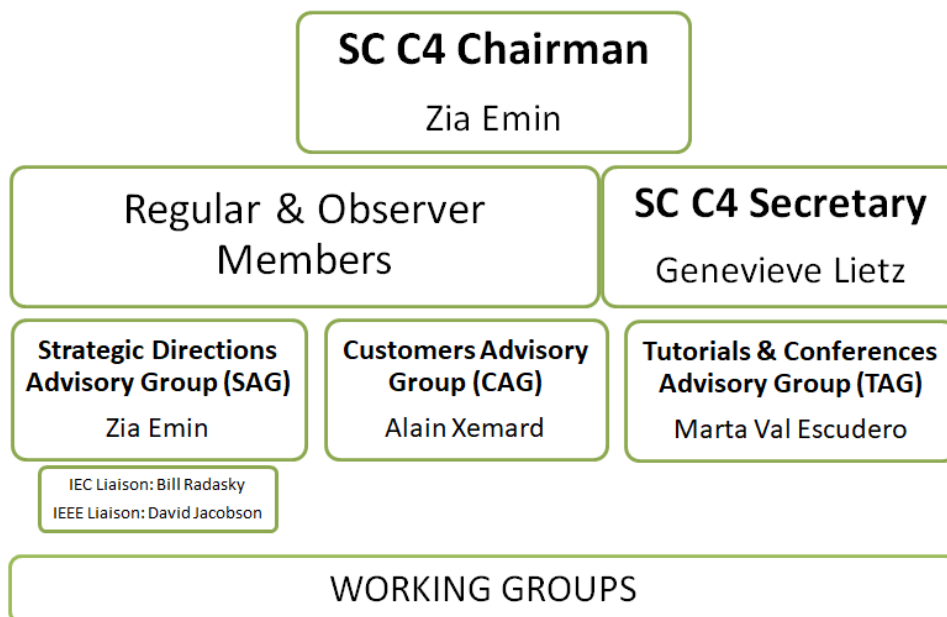 SC C4 Chairman
Zia Emin
Regular & Observer
Members
SC C4 Secretary
Genevieve Lietz
Strategic Directions
Advisory Group (SAG)
Zia Emin
Customers Advisory
Group (CAG)
Alain Xemard
Tutorials & Conferences
Advisory Group (TAG)
Marta Val Escudero
IEC Liaison: Bill Radasky
IEEE Liaison: David Jacobson
WORKING GROUPS